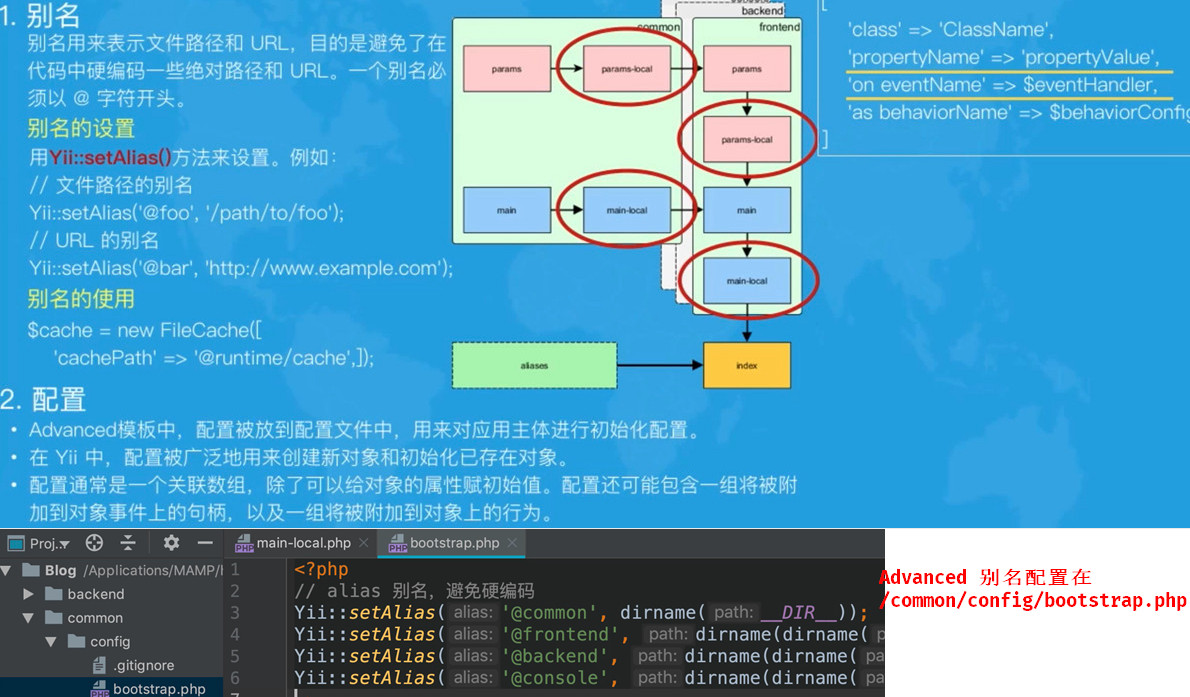 1. 别名
别名用来表示文件路径和 URL，目的是避免了在
代码中硬编码一些绝对路径和 URL。一个别名必
须以 @ 字符开头。
别名的设置
用Yii::setAlias()方法来设置。例如：
// 文件路径的别名
Yii::setAlias('@foo', '/path/to/foo');
// URL 的别名
Yii::setAlias('@bar', 'http://www.example.com');
别名的使用
$cache = new FileCache([
'cachePath' => '@runtime/cache',]);
backend
common
frontend
params
params-local
params
params-local
main
main-local
main
main-local
aliases
index
[
'class' => 'ClassName',
'propertyName' => 'propertyValue',
'on eventName' => $eventHandler,
'as behaviorName' => $behaviorConfig
]
2. 配置
• Advanced模板中，配置被放到配置文件中，用来对应用主体进行初始化配置。
• 在 Yii 中，配置被广泛地用来创建新对象和初始化已存在对象。
• 配置通常是一个关联数组，除了可以给对象的属性赋初始值。配置还可能包含一组将被附
加到对象事件上的句柄，以及一组将被附加到对象上的行为。
Proj..
main-local.php
bootstrap.php
Blog /Applications/MAMP/
backend
common
config
.gitignore
bootstrap.php
1 <?php
2 // alias 别名，避免硬编码
3 Yii::setAlias( alias: '@common', dirname( path: __DIR__));
4 Yii::setAlias( alias: '@frontend', path: dirname(dirname( p
5 Yii::setAlias( alias: '@backend', path: dirname(dirname( pa
6 Yii::setAlias( alias: '@console', path: dirname(dirname( pa
7
Advanced 别名配置在
/common/config/bootstrap.php